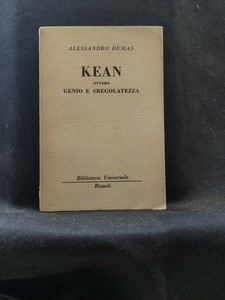 ALESSANDRO DUMAS
KEAN
OVVERO
GENIO E SREGOLATEZZA
Biblioteca Universale
Rizzoli